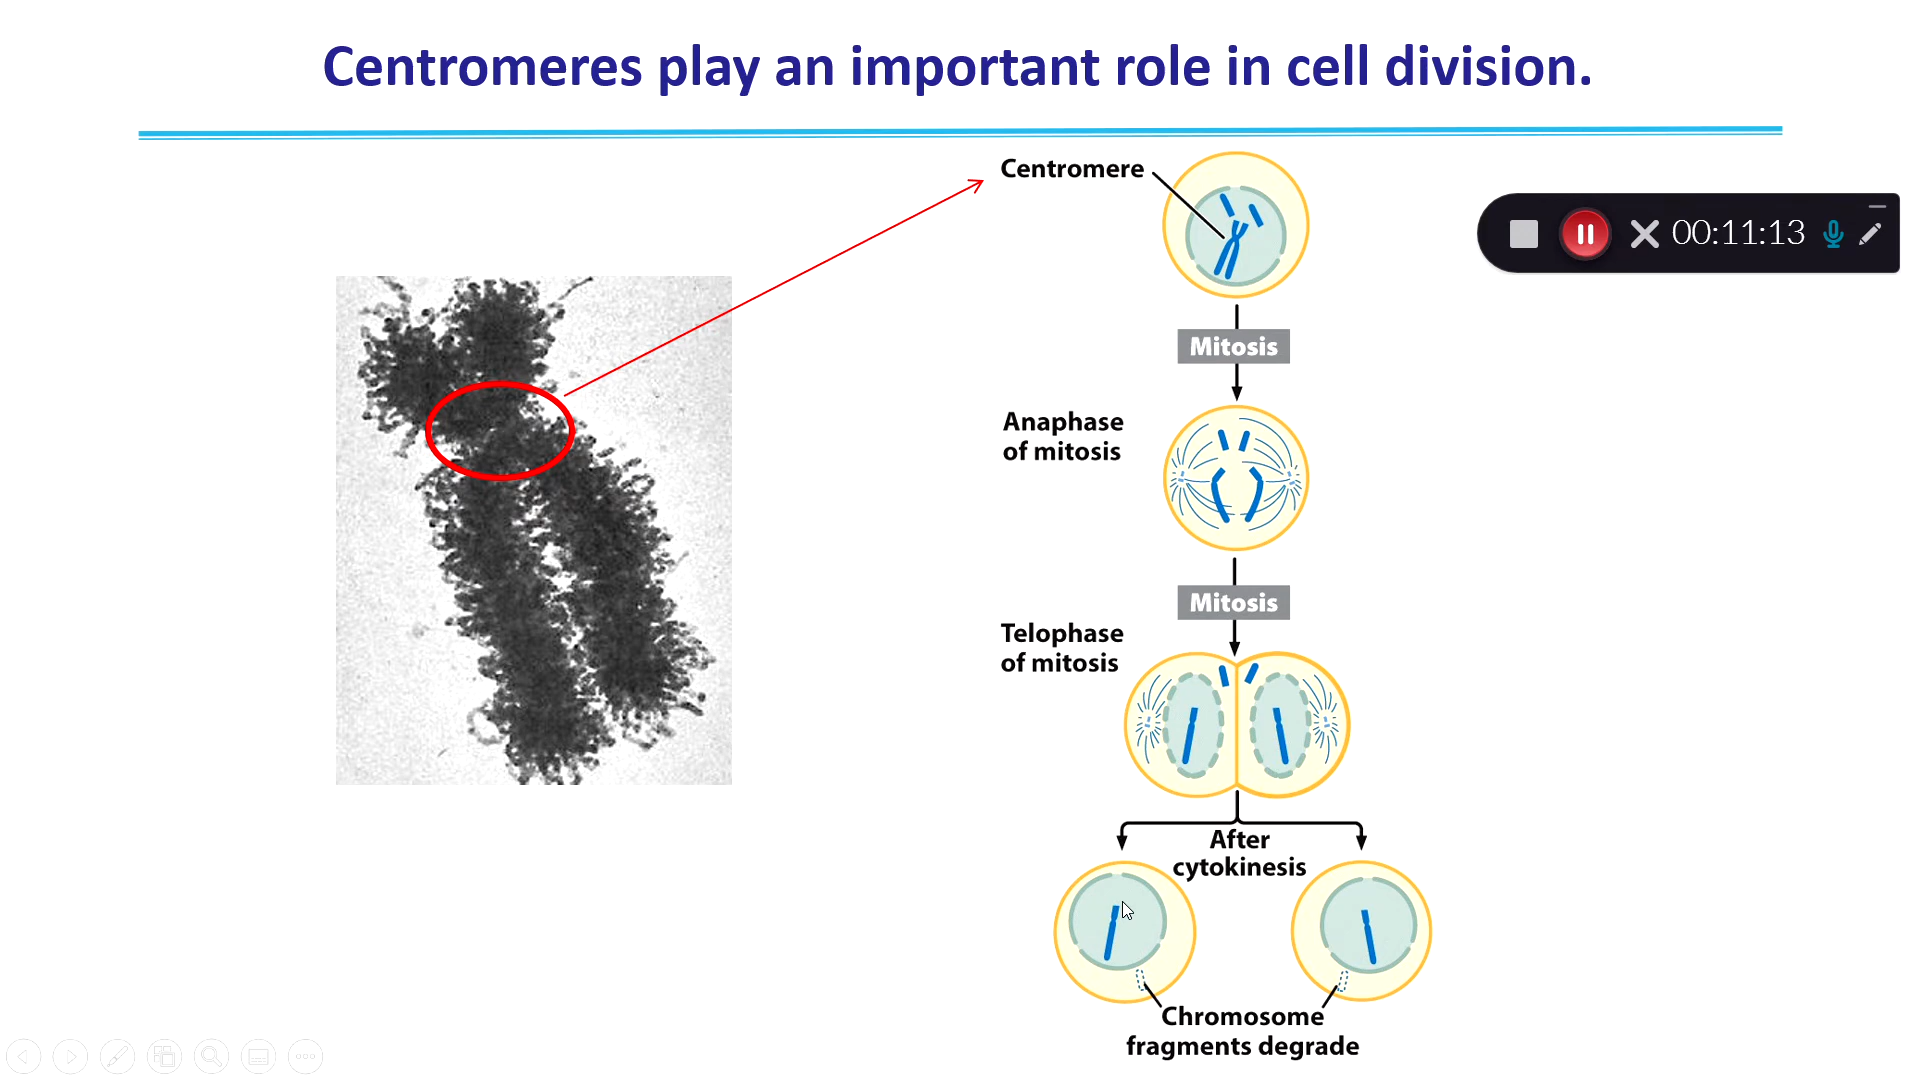 Centromeres play an important role in cell division.
Centromere
00:11:13
Mitosis
Anaphase
of mitosis
Mitosis
Telophase
of mitosis
After
cytokinesis
Chromosome
fragments degrade